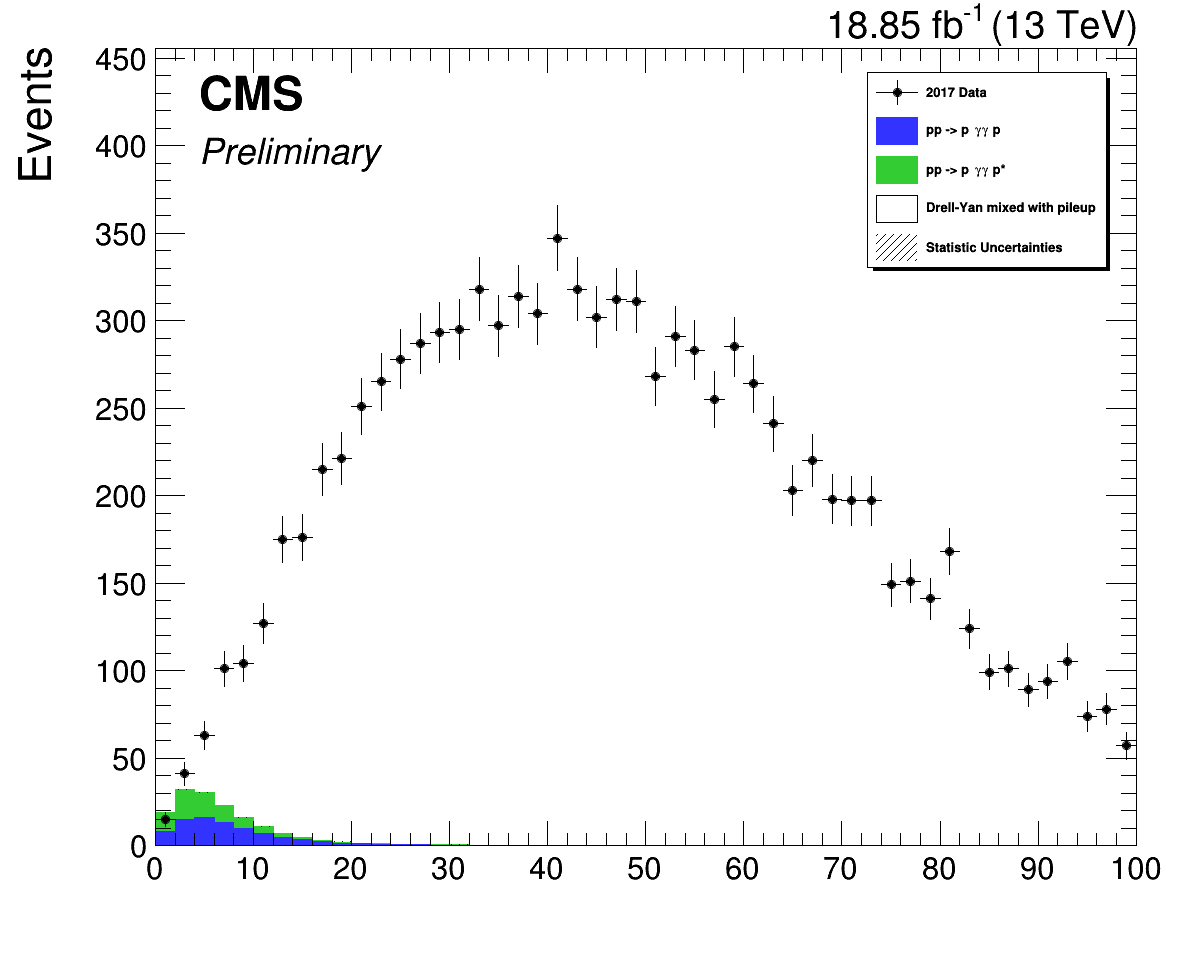 18.85 fb⁻¹ (13 TeV)
Events
CMS
Preliminary
2017 Data
pp -> p γγ p
pp -> p γγ p*
Drell-Yan mixed with pileup
Statistic Uncertainties
450
400
350
300
250
200
150
100
50
0
0 10 20 30 40 50 60 70 80 90 100